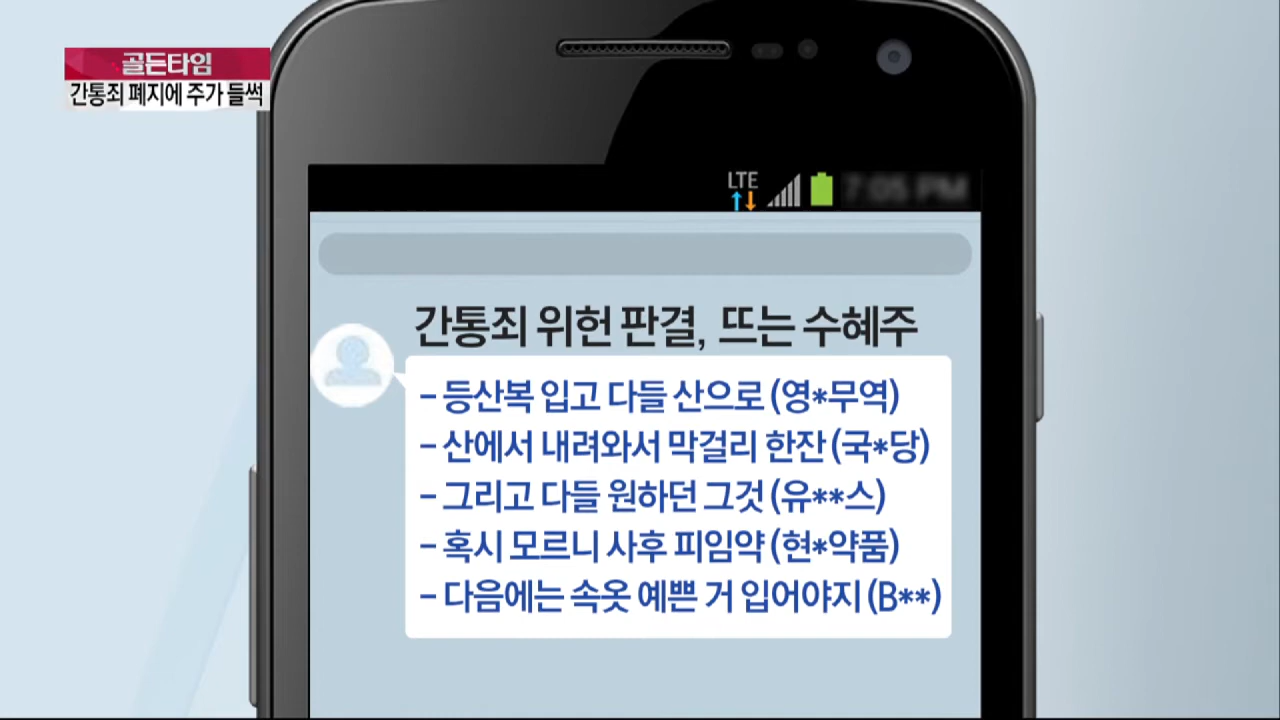 골든타임
간통죄 폐지에 주가 들썩
LTE
7:05 PM
간통죄 위헌 판결, 뜨는 수혜주
- 등산복 입고 다들 산으로 (영*무역)
- 산에서 내려와서 막걸리 한잔 (국*당)
- 그리고 다들 원하던 그것 (유**스)
- 혹시 모르니 사후 피임약 (현*약품)
- 다음에는 속옷 예쁜 거 입어야지 (B**)